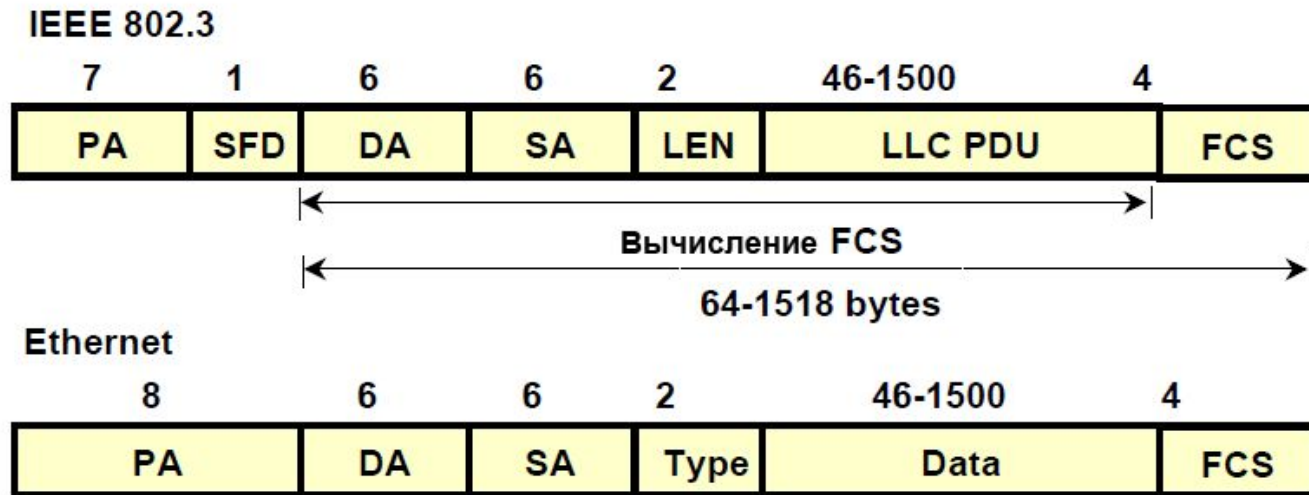 IEEE 802.3
7 1 6 6 2 46-1500 4
PA SFD DA SA LEN LLC PDU FCS
Вычисление FCS
64-1518 bytes
Ethernet
8 6 6 2 46-1500 4
PA DA SA Type Data FCS